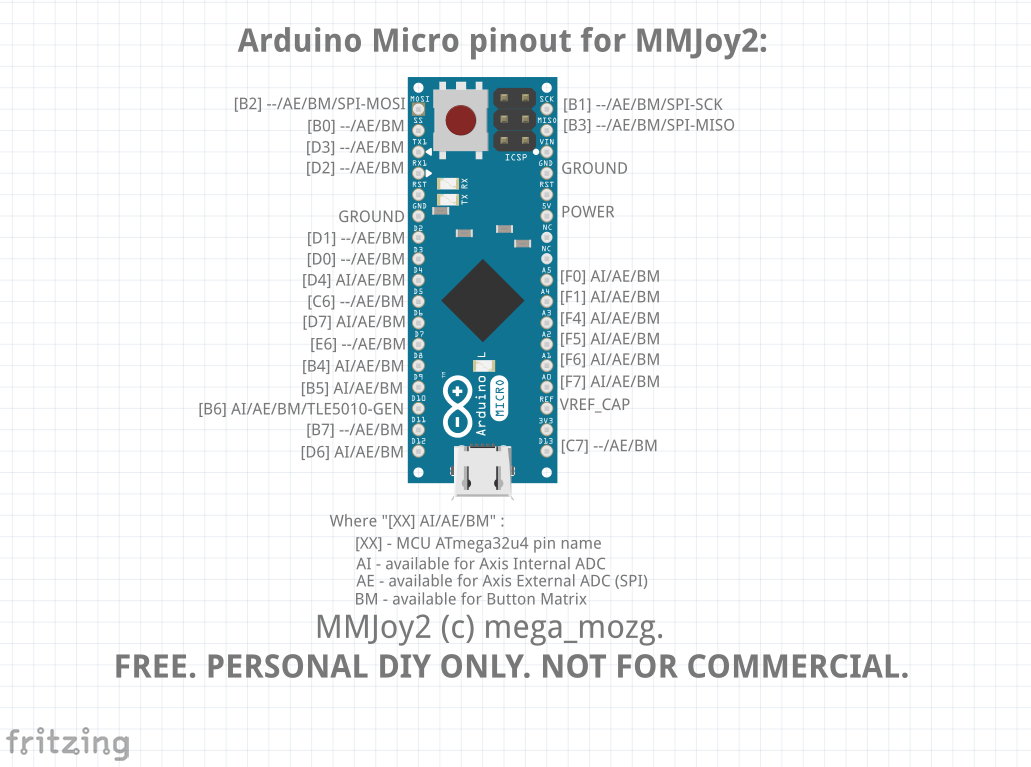 Arduino Micro pinout for MMJoy2:
[B2] --/AE/BM/SPI-MOSI
[B0] --/AE/BM
[D3] --/AE/BM
[D2] --/AE/BM
GROUND
[D1] --/AE/BM
[D0] --/AE/BM
[D4] AI/AE/BM
[C6] --/AE/BM
[D7] AI/AE/BM
[E6] --/AE/BM
[B4] AI/AE/BM
[B5] AI/AE/BM
[B6] AI/AE/BM/TLE5010-GEN
[B7] --/AE/BM
[D6] AI/AE/BM
MOSI
SS
TX1
RX1
RST
GND
D2
D3
D4
D5
D6
D7
D8
D9
D10
D11
D12
ICSP
RX
TX
L
Arduino
MICRO
SCK
MISO
VIN
GND
RST
5V
NC
NC
A5
A4
A3
A2
A1
A0
REF
3V3
D13
[B1] --/AE/BM/SPI-SCK
[B3] --/AE/BM/SPI-MISO
GROUND
POWER
[F0] AI/AE/BM
[F1] AI/AE/BM
[F4] AI/AE/BM
[F5] AI/AE/BM
[F6] AI/AE/BM
[F7] AI/AE/BM
VREF_CAP
[C7] --/AE/BM
Where "[XX] AI/AE/BM" :
[XX] - MCU ATmega32u4 pin name
AI - available for Axis Internal ADC
AE - available for Axis External ADC (SPI)
BM - available for Button Matrix
MMJoy2 (c) mega_mozg.
FREE. PERSONAL DIY ONLY. NOT FOR COMMERCIAL.
fritzing